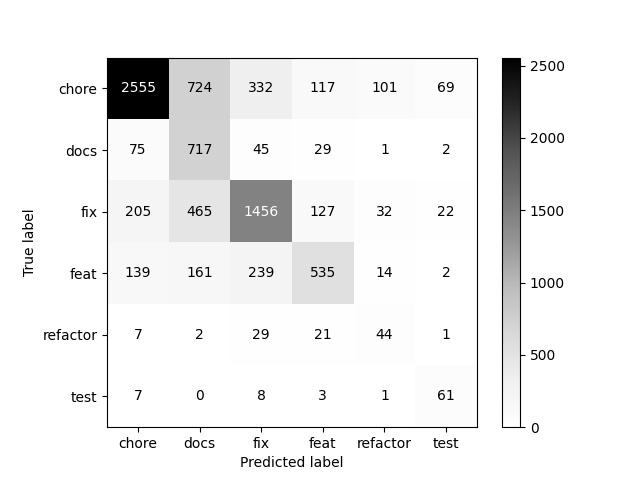 chore 2555 724 332 117 101 69
docs 75 717 45 29 1 2
fix 205 465 1456 127 32 22
feat 139 161 239 535 14 2
refactor 7 2 29 21 44 1
test 7 0 8 3 1 61
chore docs fix feat refactor test
Predicted label
True label
2500
2000
1500
1000
500
0